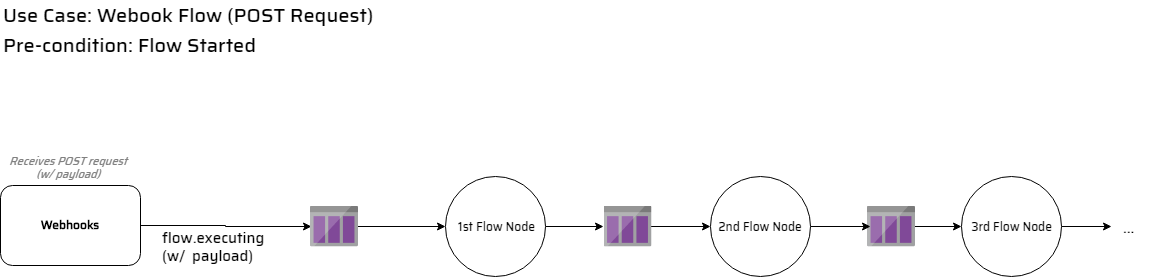 Use Case: Webook Flow (POST Request)
Pre-condition: Flow Started
Receives POST request
(w/ payload)
Webhooks
flow.executing
(w/ payload)
1st Flow Node
2nd Flow Node
3rd Flow Node
...